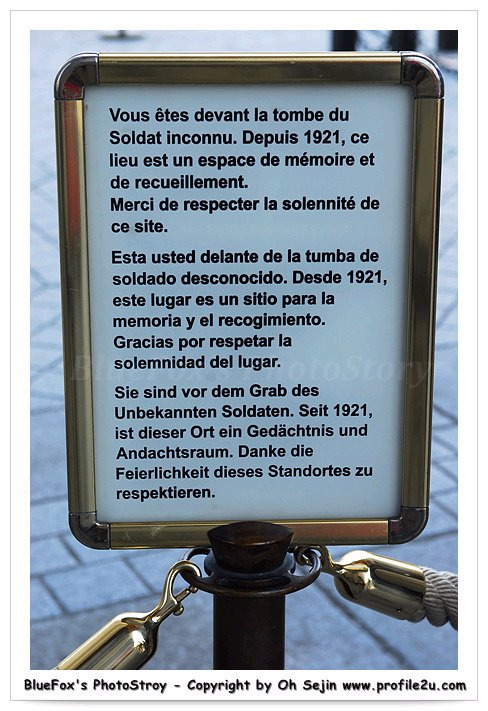 Vous êtes devant la tombe du
Soldat inconnu. Depuis 1921, ce
lieu est un espace de mémoire et
de recueillement.
Merci de respecter la solennité de
ce site.
Esta usted delante de la tumba de
soldado desconocido. Desde 1921,
este lugar es un sitio para la
memoria y el recogimiento.
Gracias por respetar la
solemnidad del lugar.
BlueFox's PhotoStory
Sie sind vor dem Grab des
Unbekannten Soldaten. Seit 1921,
ist dieser Ort ein Gedächtnis und
Andachtsraum. Danke die
Feierlichkeit dieses Standortes zu
respektieren.
BlueFox's PhotoStroy - Copyright by Oh Sejin www.profile2u.com